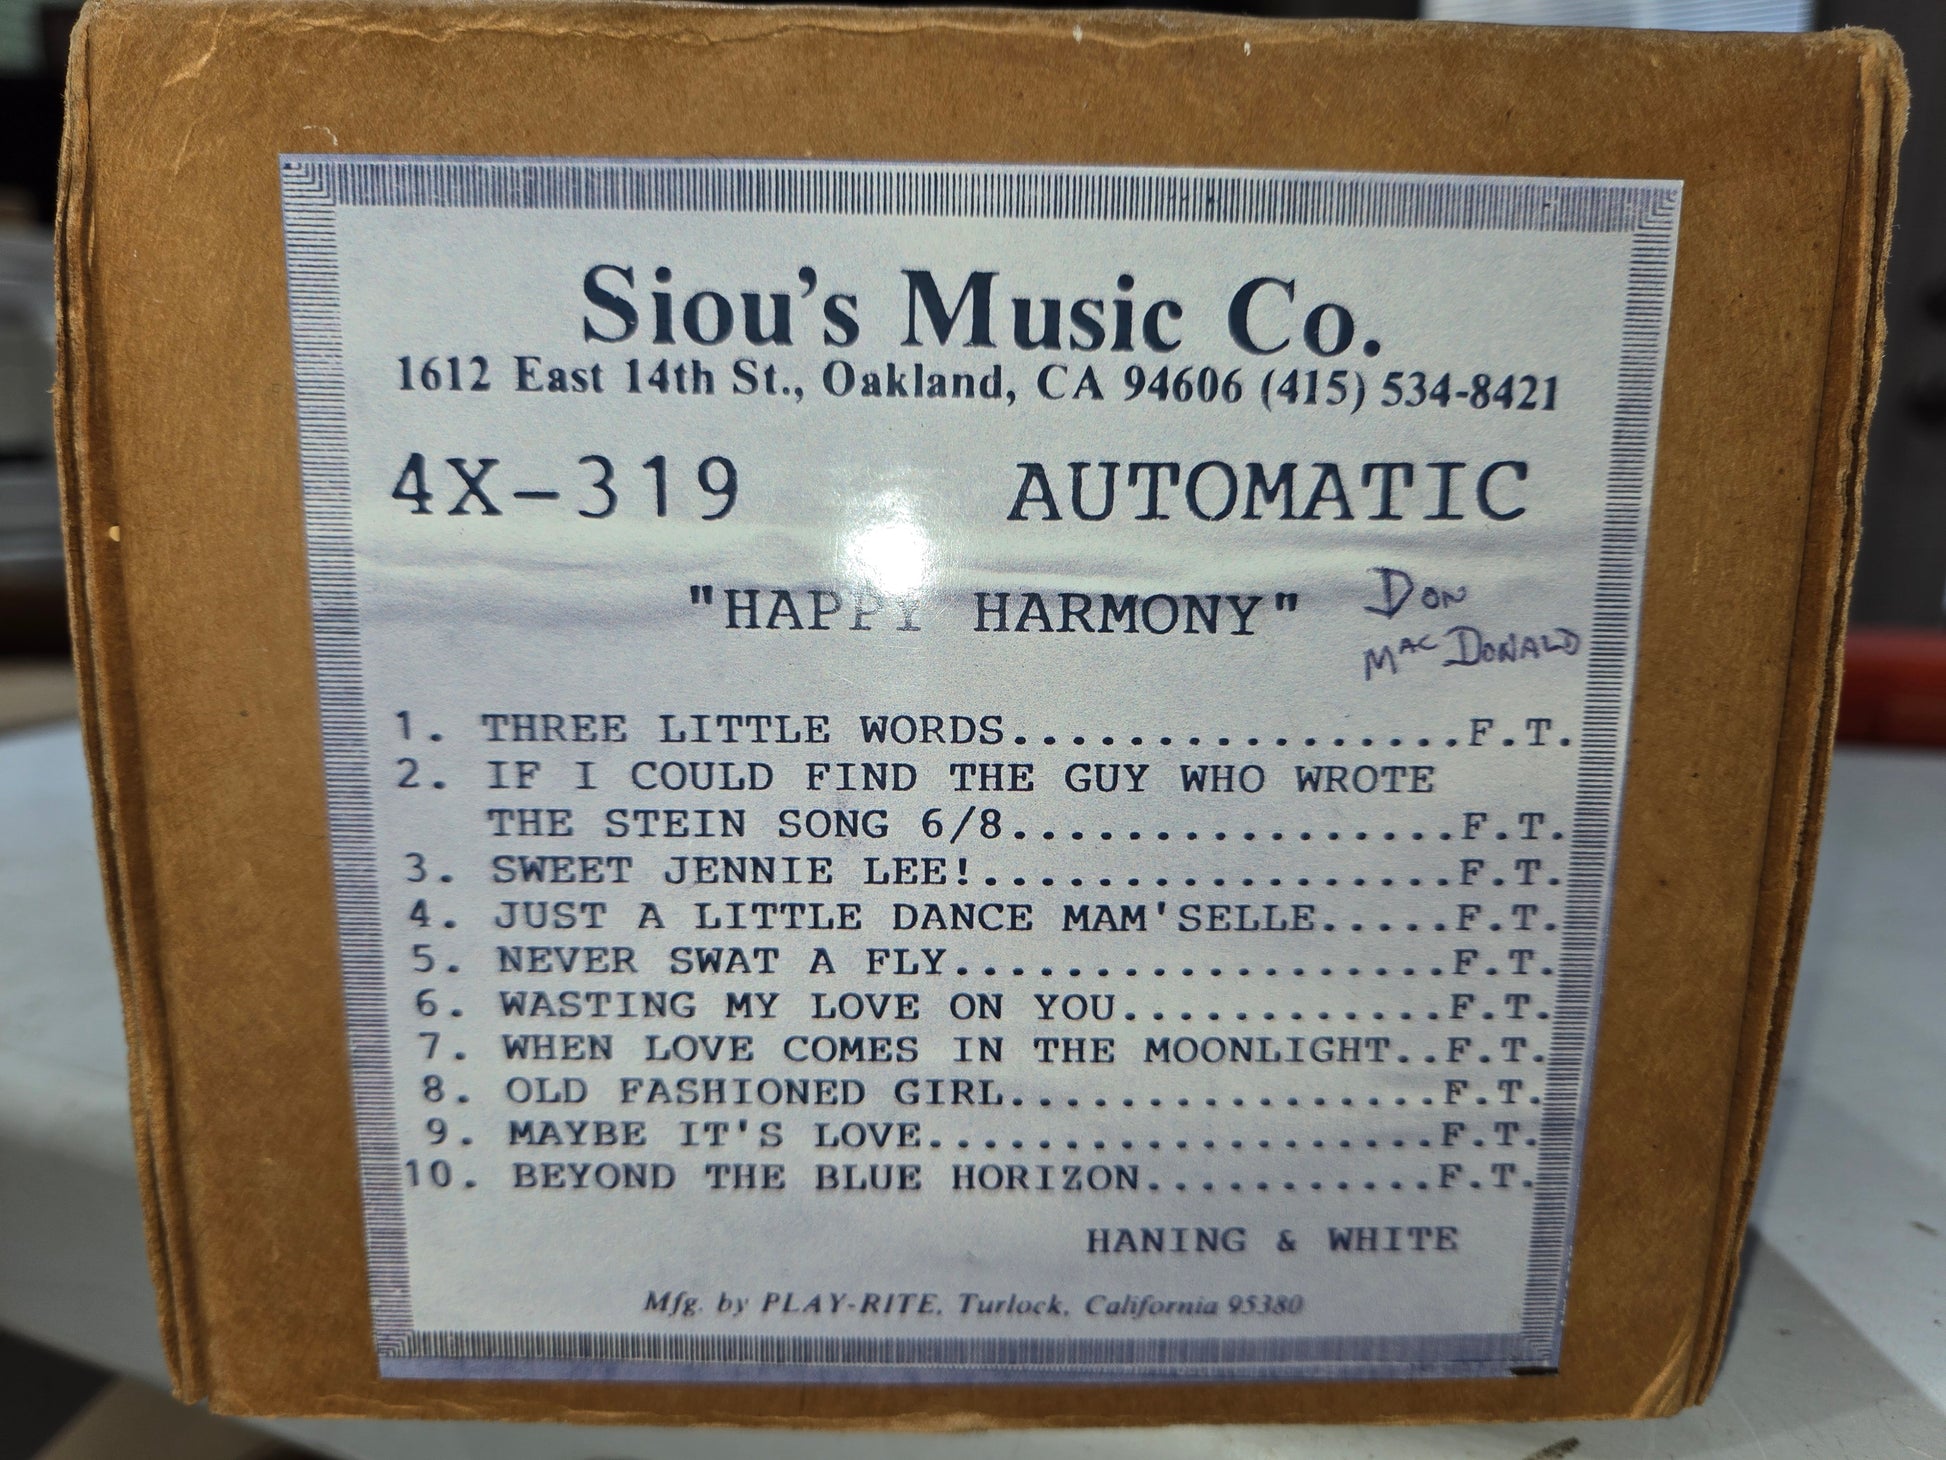 Siou's Music Co.
1612 East 14th St., Oakland, CA 94606 (415) 534-8421
4X-319 AUTOMATIC
"HAPPY HARMONY" DON
MAC DONALD
1. THREE LITTLE WORDS................F.T.
2. IF I COULD FIND THE GUY WHO WROTE
THE STEIN SONG 6/8................F.T.
3. SWEET JENNIE LEE!.................F.T.
4. JUST A LITTLE DANCE MAM'SELLE.....F.T.
5. NEVER SWAT A FLY..................F.T.
6. WASTING MY LOVE ON YOU............F.T.
7. WHEN LOVE COMES IN THE MOONLIGHT..F.T.
8. OLD FASHIONED GIRL................F.T.
9. MAYBE IT'S LOVE...................F.T.
10. BEYOND THE BLUE HORIZON...........F.T.
HANING & WHITE
Mfg. by PLAY-RITE, Turlock, California 95380